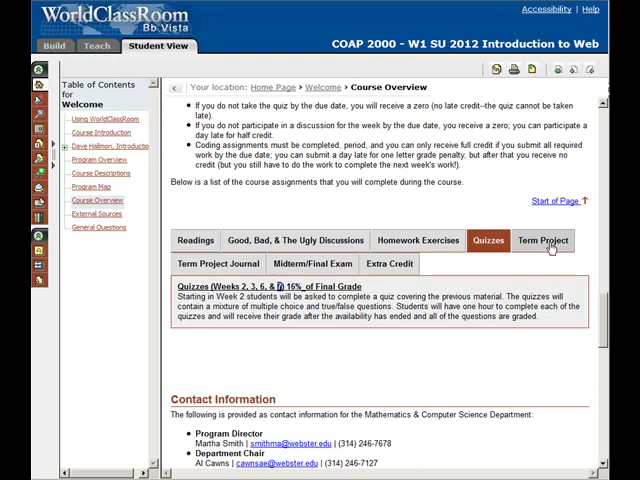 WorldClassRoom
Bb Vista
Accessibility | Help
Build
Teach
Student View
COAP 2000 - W1 SU 2012 Introduction to Web
Table of Contents
for
Welcome
Using WorldClassRoom
Course Introduction
Dave Hallmon, Introductio
Program Overview
Course Descriptions
Program Map
Course Overview
External Sources
General Questions
Your location: Home Page › Welcome › Course Overview
If you do not take the quiz by the due date, you will receive a zero (no late credit--the quiz cannot be taken
late).
If you do not participate in a discussion for the week by the due date, you receive a zero; you can participate a
day late for half credit.
Coding assignments must be completed, period, and you can only receive full credit if you submit all required
work by the due date; you can submit a day late for one letter grade penalty, but after that you receive no
credit (but you still have to do the work to complete the next week's work!).
Below is a list of the course assignments that you will complete during the course.
Start of Page
Readings
Good, Bad, & The Ugly Discussions
Homework Exercises
Quizzes
Term Project
Term Project Journal
Midterm/Final Exam
Extra Credit
Quizzes (Weeks 2, 3, 6, & 7) 16% of Final Grade
Starting in Week 2 students will be asked to complete a quiz covering the previous material. The quizzes will
contain a mixture of multiple choice and true/false questions. Students will have one hour to complete each of the
quizzes and will receive their grade after the availability has ended and all of the questions are graded.
Contact Information
The following is provided as contact information for the Mathematics & Computer Science Department:
Program Director
Martha Smith | smithma@webster.edu | (314) 246-7678
Department Chair
Al Cawns | cawnsae@webster.edu | (314) 246-7127